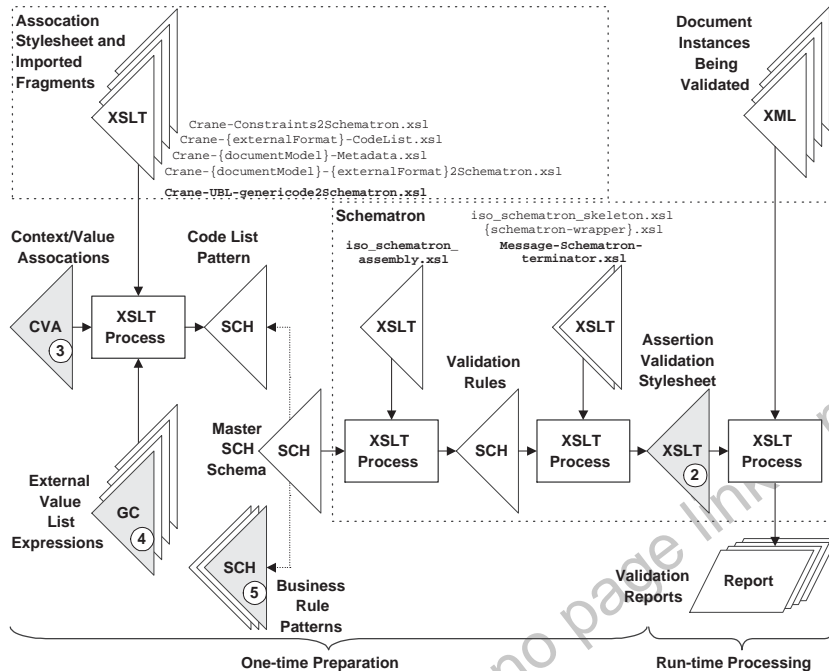 Assocation
Stylesheet and
Imported
Fragments
XSLT
Crane-Constraints2Schematron.xsl
Crane-{externalFormat}-CodeList.xsl
Crane-{documentModel}-Metadata.xsl
Crane-{documentModel}-{externalFormat}2Schematron.xsl
Crane-UBL-genericode2Schematron.xsl
Document
Instances
Being
Validated
XML
Schematron
iso_schematron_
assembly.xsl
iso_schematron_skeleton.xsl
{schematron-wrapper}.xsl
Message-Schematron-
terminator.xsl
Context/Value
Assocations
CVA
3
XSLT
Process
Code List
Pattern
SCH
XSLT
XSLT
Validation
Rules
Assertion
Validation
Stylesheet
Master
SCH
Schema
SCH
XSLT
Process
SCH
XSLT
Process
XSLT
2
XSLT
Process
External
Value
List
Expressions
GC
4
SCH
5
Business
Rule
Patterns
Validation
Reports
Report
no page link
One-time Preparation
Run-time Processing